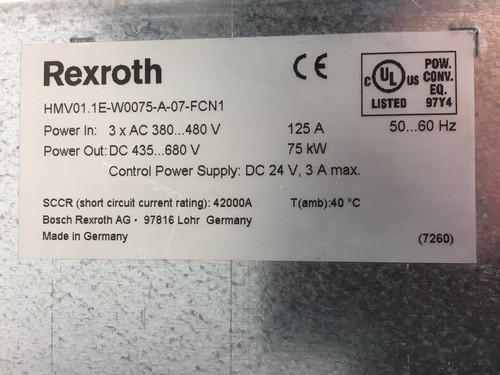 Rexroth
CE
C UL US
LISTED
POW.
CONV.
EQ.
97Y4
HMV01.1E-W0075-A-07-FCN1
Power In: 3 x AC 380...480 V 125 A 50...60 Hz
Power Out: DC 435...680 V 75 kW
Control Power Supply: DC 24 V, 3 A max.
SCCR (short circuit current rating): 42000A T(amb):40 °C
Bosch Rexroth AG • 97816 Lohr Germany
Made in Germany (7260)